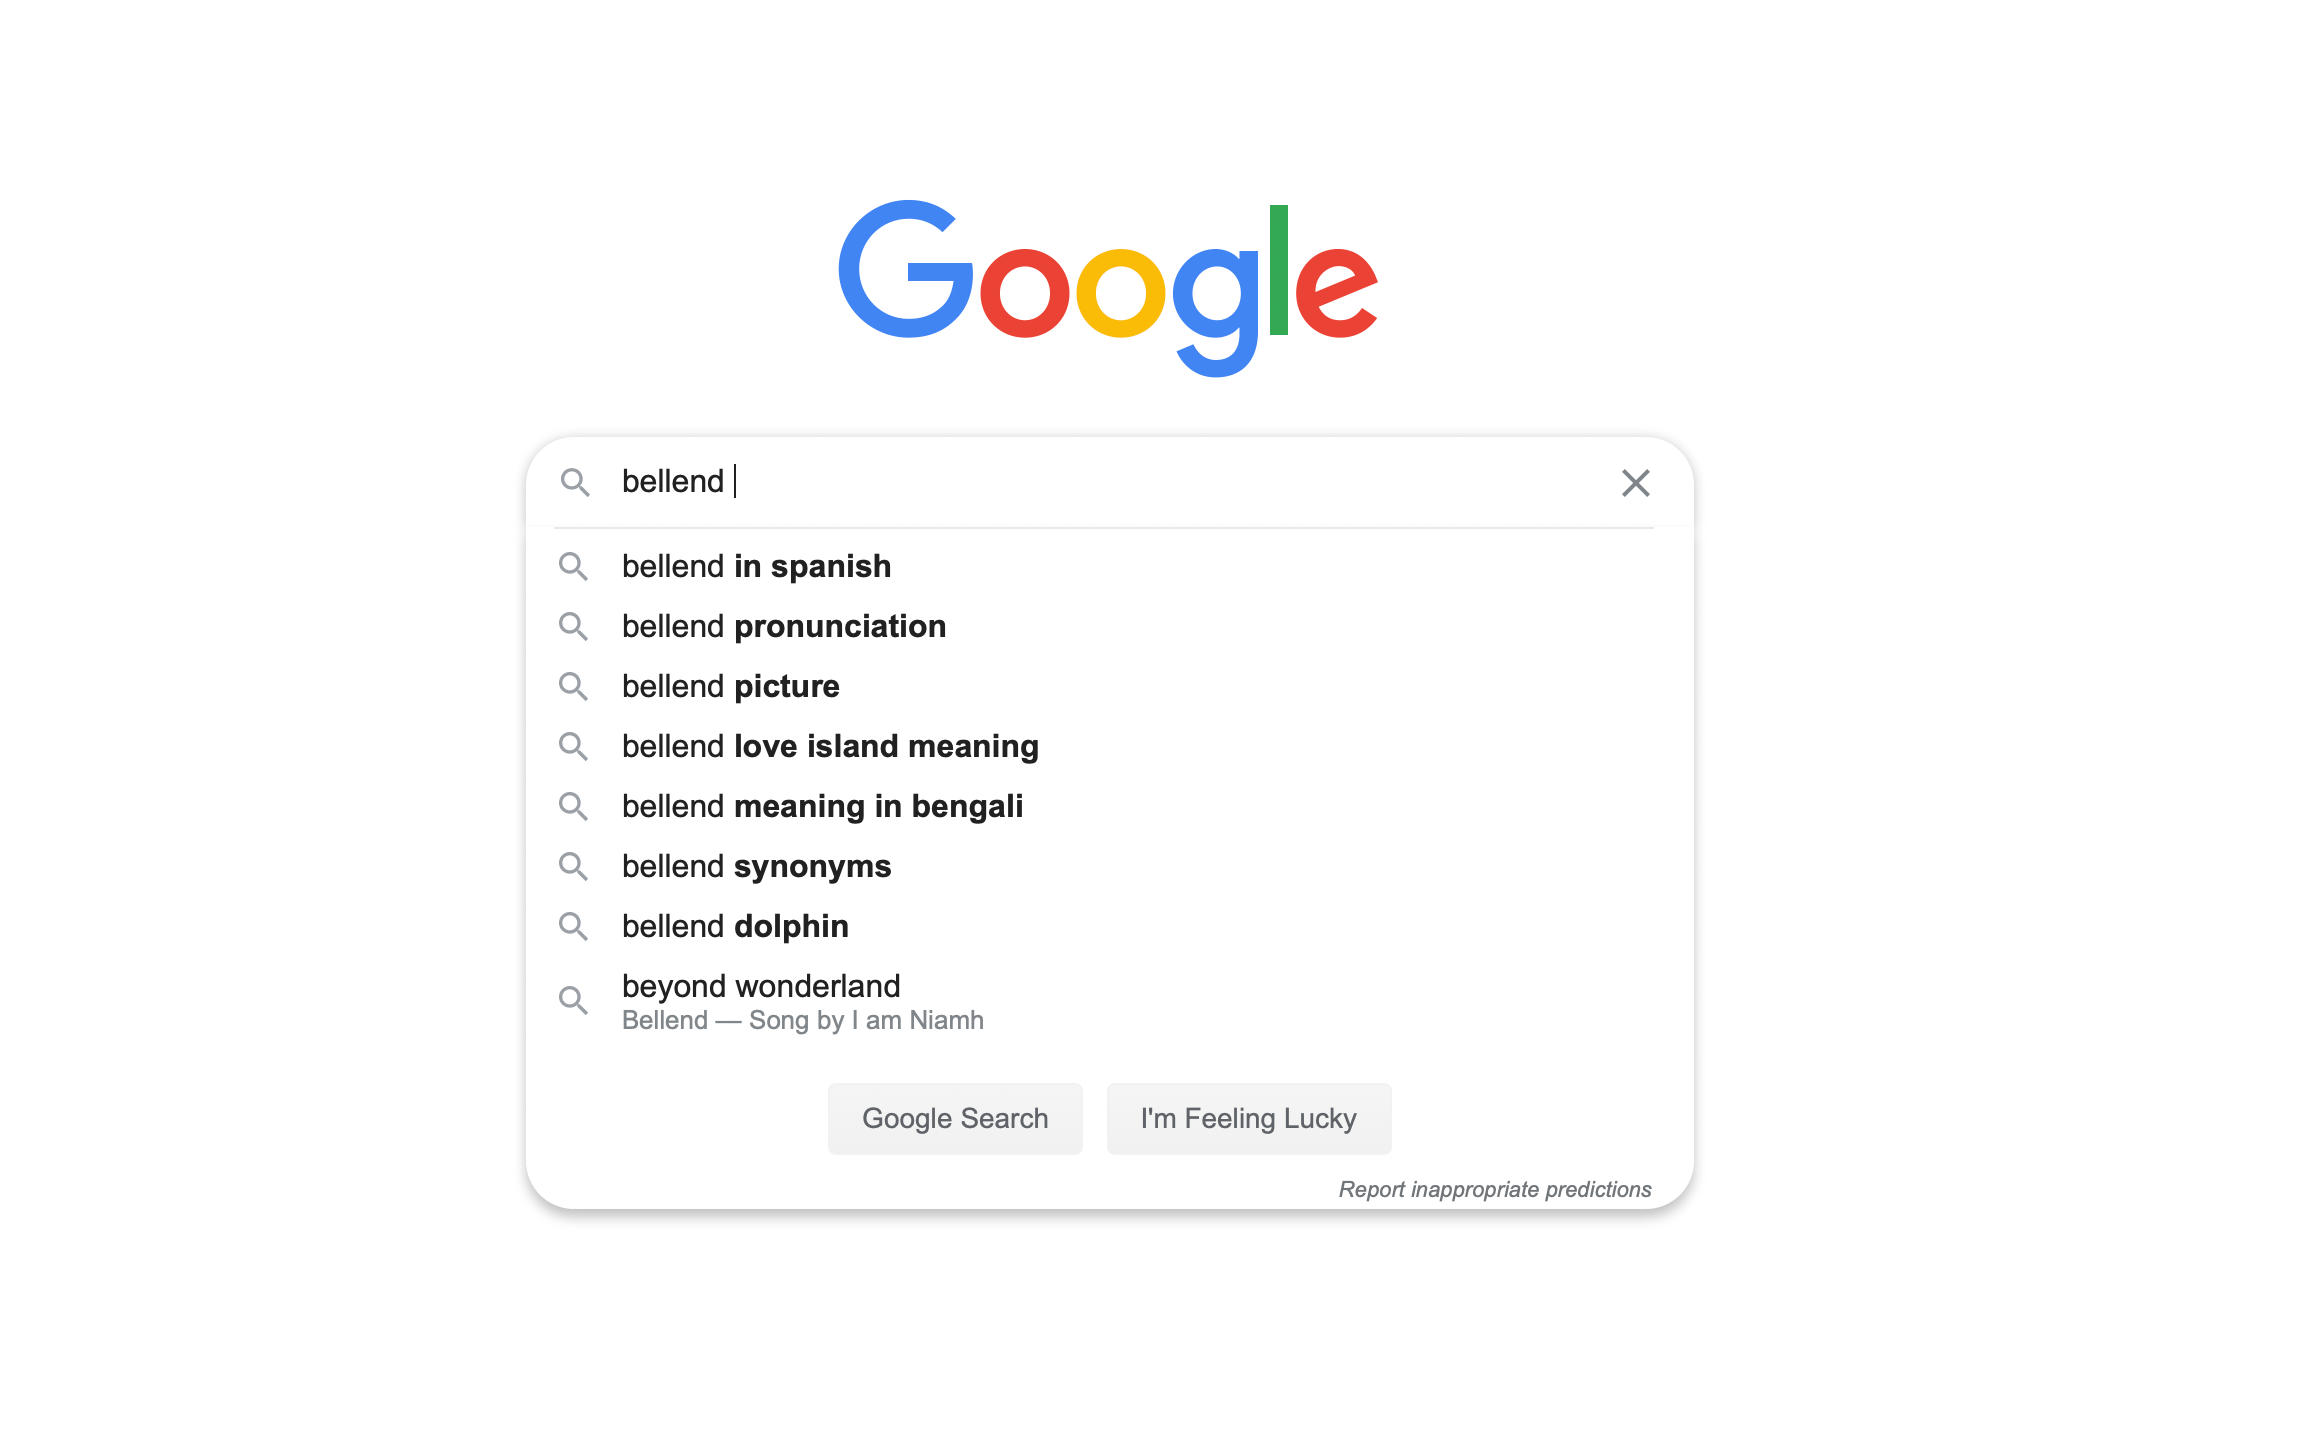 Google
bellend
bellend in spanish
bellend pronunciation
bellend picture
bellend love island meaning
bellend meaning in bengali
bellend synonyms
bellend dolphin
beyond wonderland
Bellend — Song by I am Niamh
Google Search
I'm Feeling Lucky
Report inappropriate predictions